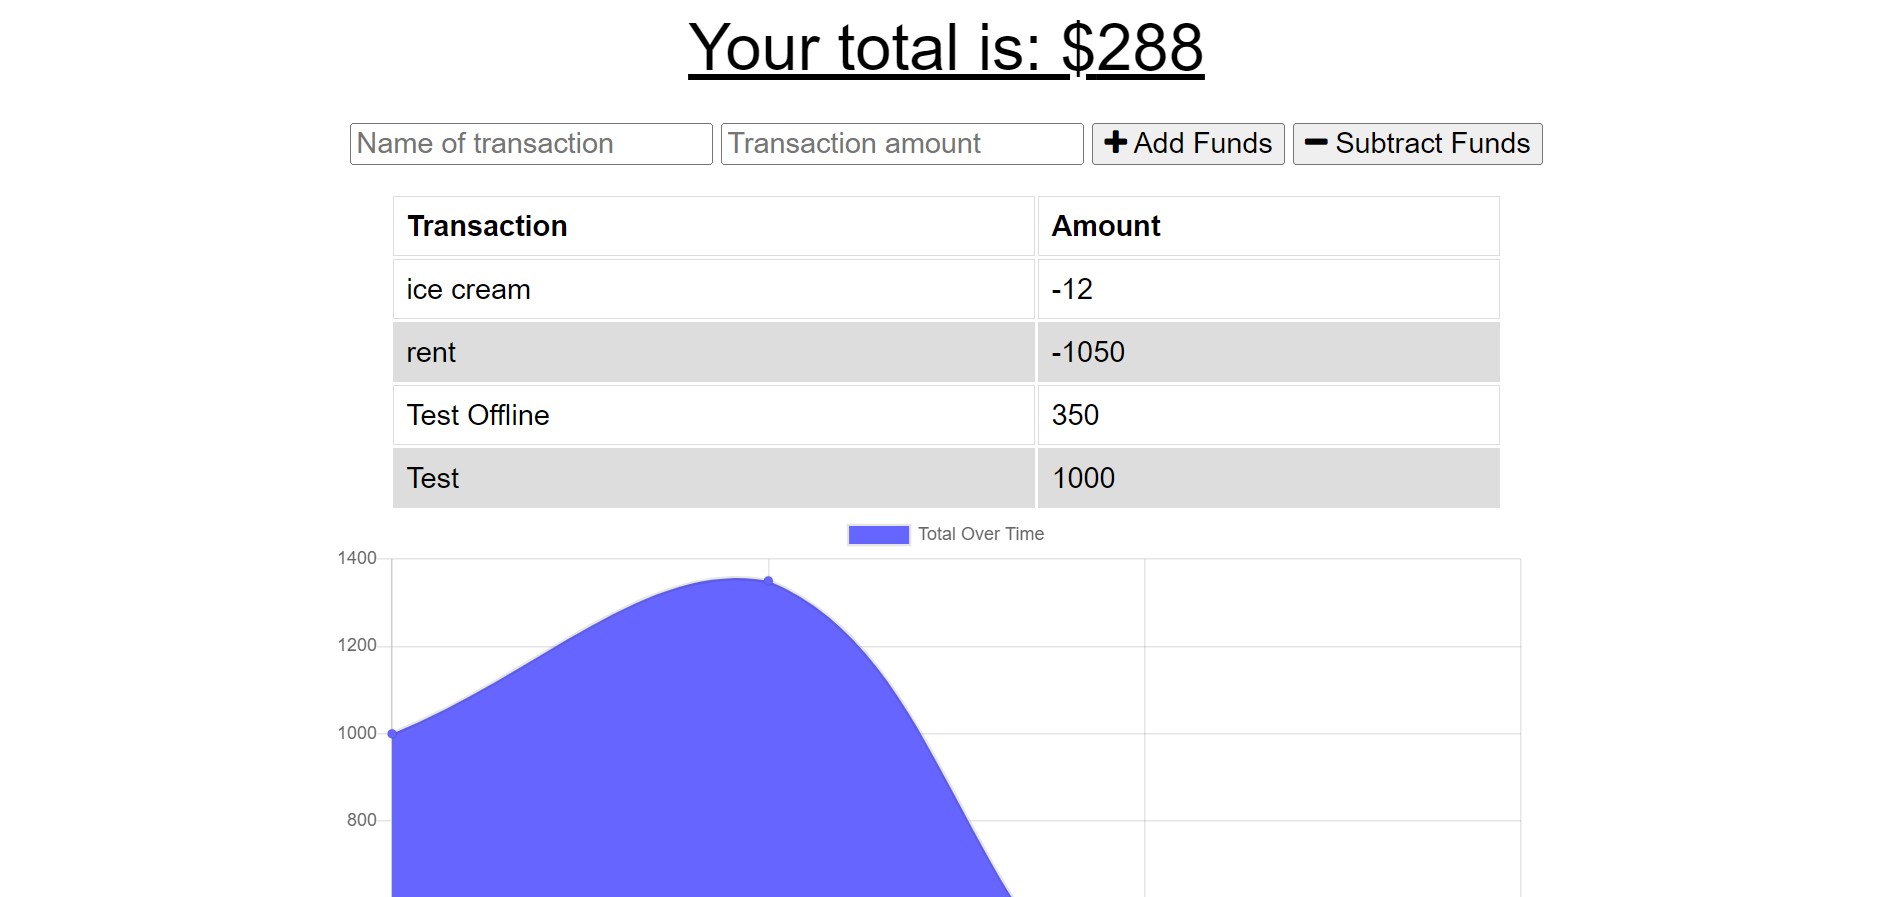 Your total is: $288
Name of transaction Transaction amount Add Funds Subtract Funds
Transaction Amount
ice cream -12
rent -1050
Test Offline 350
Test 1000
Total Over Time
1400
1200
1000
800